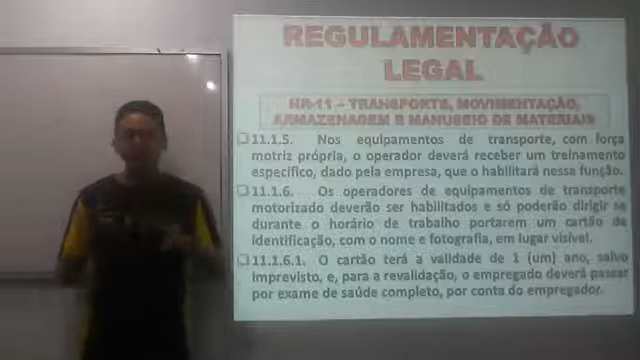 REGULAMENTAÇÃO
LEGAL
NR-11 – TRANSPORTE, MOVIMENTAÇÃO,
ARMAZENAGEM E MANUSEIO DE MATERIAIS
11.1.5. Nos equipamentos de transporte, com força
motriz própria, o operador deverá receber um treinamento
específico, dado pela empresa, que o habilitará nessa função.
11.1.6. Os operadores de equipamentos de transporte
motorizado deverão ser habilitados e só poderão dirigir se
durante o horário de trabalho portarem um cartão de
identificação, com o nome e fotografia, em lugar visível.
11.1.6.1. O cartão terá a validade de 1 (um) ano, salvo
imprevisto, e, para a revalidação, o empregado deverá passar
por exame de saúde completo, por conta do empregador.